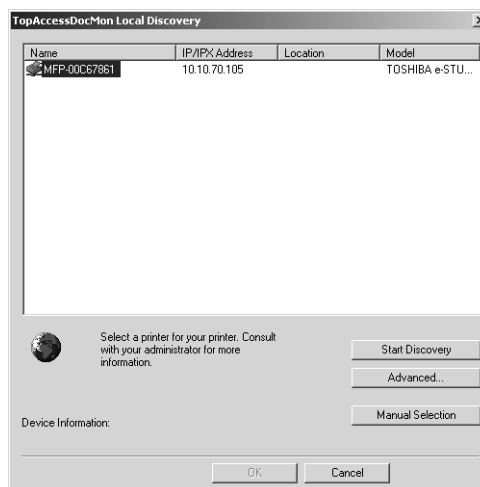 TopAccessDocMon Local Discovery
Name IP/IPX Address Location Model
MFP-00C67861 10.10.70.105 TOSHIBA e-STU...
Select a printer for your printer. Consult
with your administrator for more
information.
Start Discovery
Advanced...
Manual Selection
Device Information:
OK Cancel